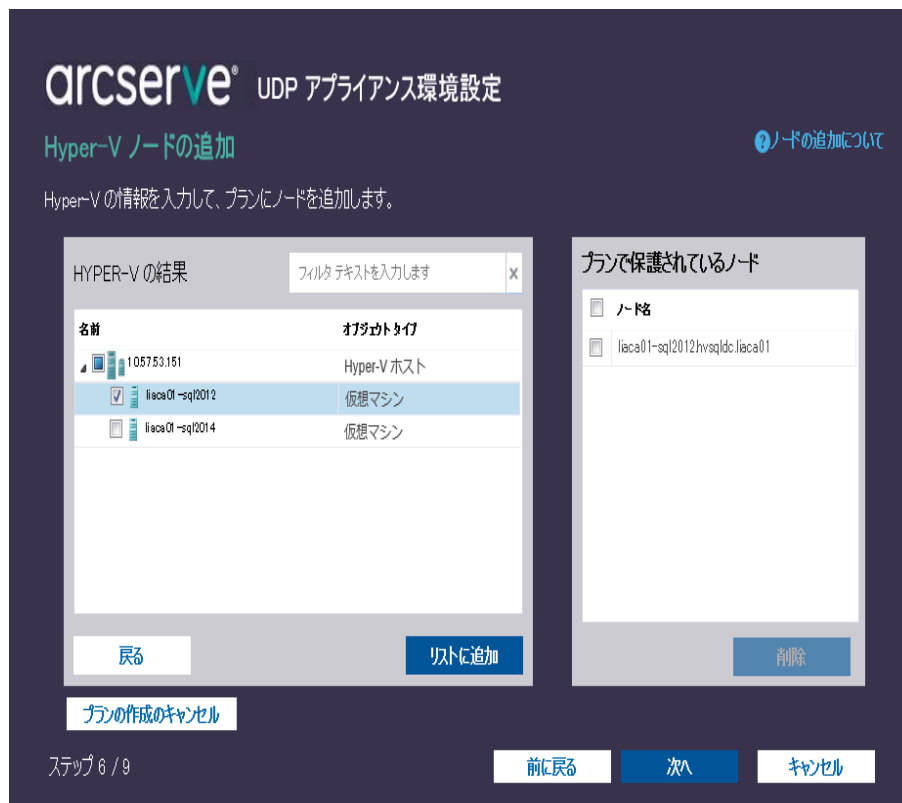 arcserve® UDP アプライアンス環境設定
Hyper-V ノードの追加
?ノードの追加について
Hyper-V の情報を入力して、プランにノードを追加します。
HYPER-V の結果
フィルタ テキストを入力します
x
名前 オブジェクト タイプ
10.57.53.151 Hyper-V ホスト
liaca01-sql2012 仮想マシン
liaca01-sql2014 仮想マシン
戻る
リストに追加
プランで保護されているノード
ノード名
liaca01-sql2012.hvsqldc.liaca01
削除
プランの作成のキャンセル
ステップ 6 / 9
前に戻る
次へ
キャンセル